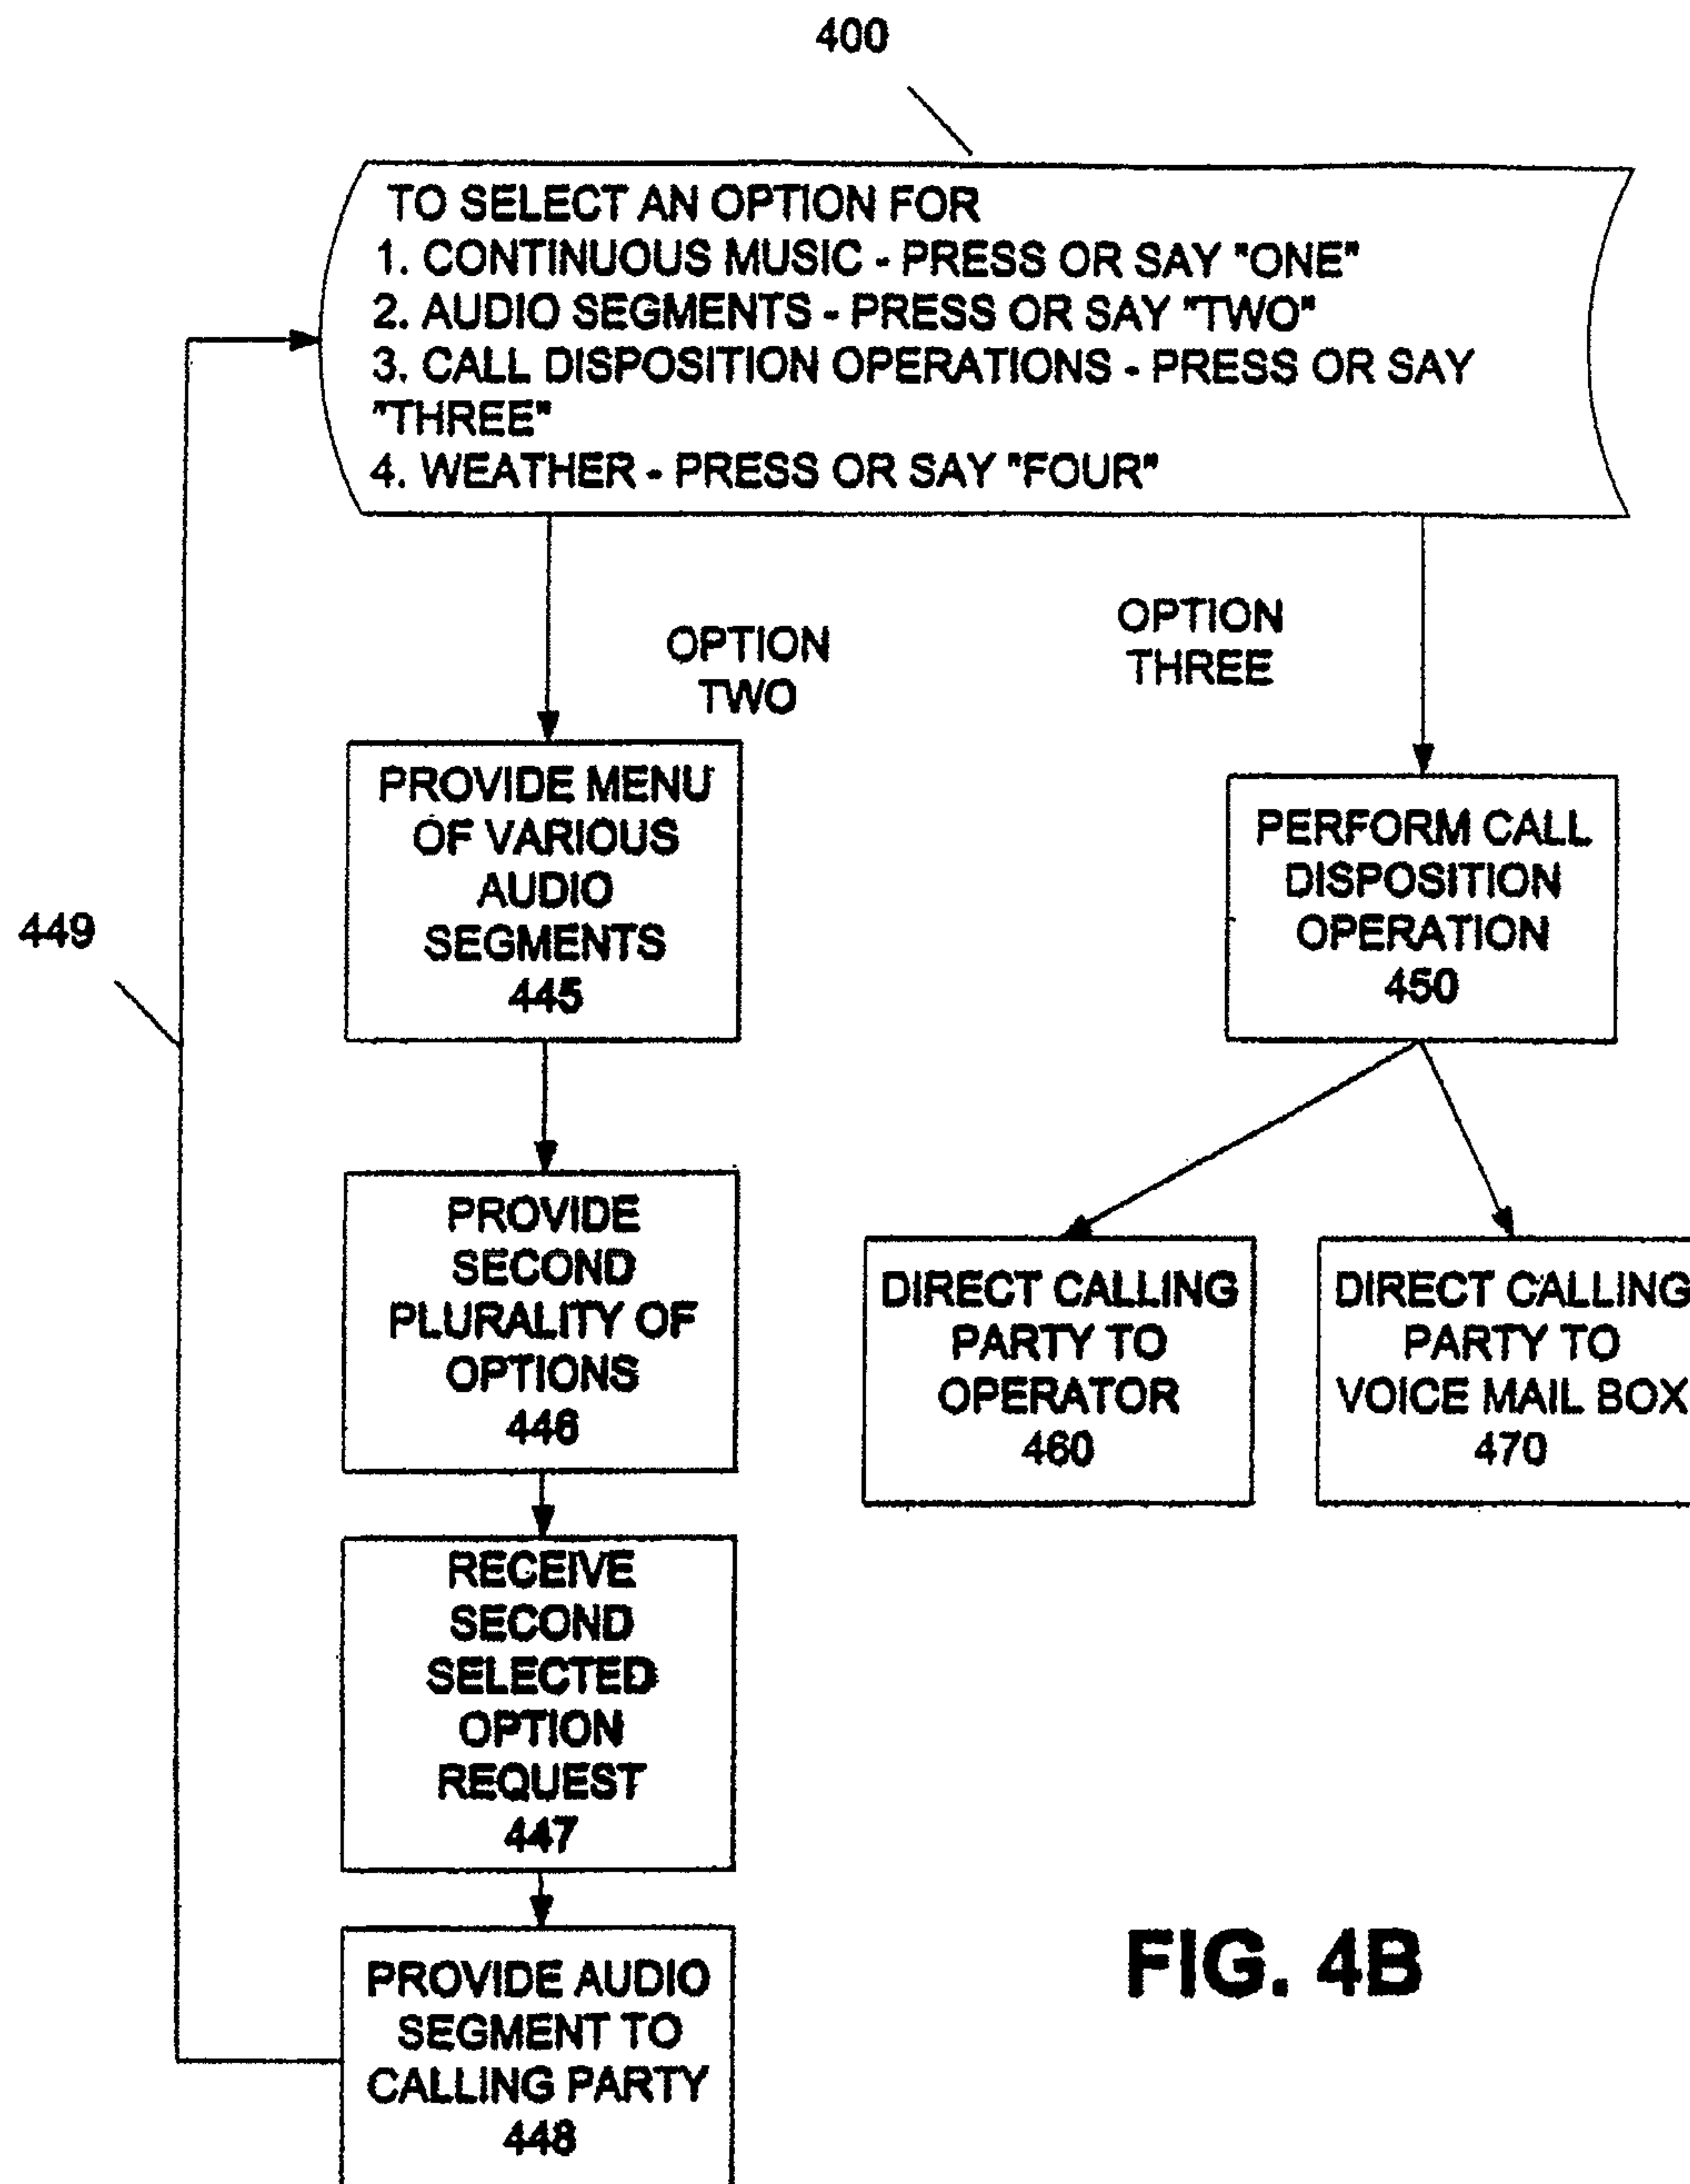 400
TO SELECT AN OPTION FOR
1. CONTINUOUS MUSIC - PRESS OR SAY "ONE"
2. AUDIO SEGMENTS - PRESS OR SAY "TWO"
3. CALL DISPOSITION OPERATIONS - PRESS OR SAY
"THREE"
4. WEATHER - PRESS OR SAY "FOUR"
OPTION
TWO
OPTION
THREE
PROVIDE MENU
OF VARIOUS
AUDIO
SEGMENTS
445
PERFORM CALL
DISPOSITION
OPERATION
450
449
PROVIDE
SECOND
PLURALITY OF
OPTIONS
446
DIRECT CALLING
PARTY TO
OPERATOR
460
DIRECT CALLING
PARTY TO
VOICE MAIL BOX
470
RECEIVE
SECOND
SELECTED
OPTION
REQUEST
447
PROVIDE AUDIO
SEGMENT TO
CALLING PARTY
448
FIG. 4B